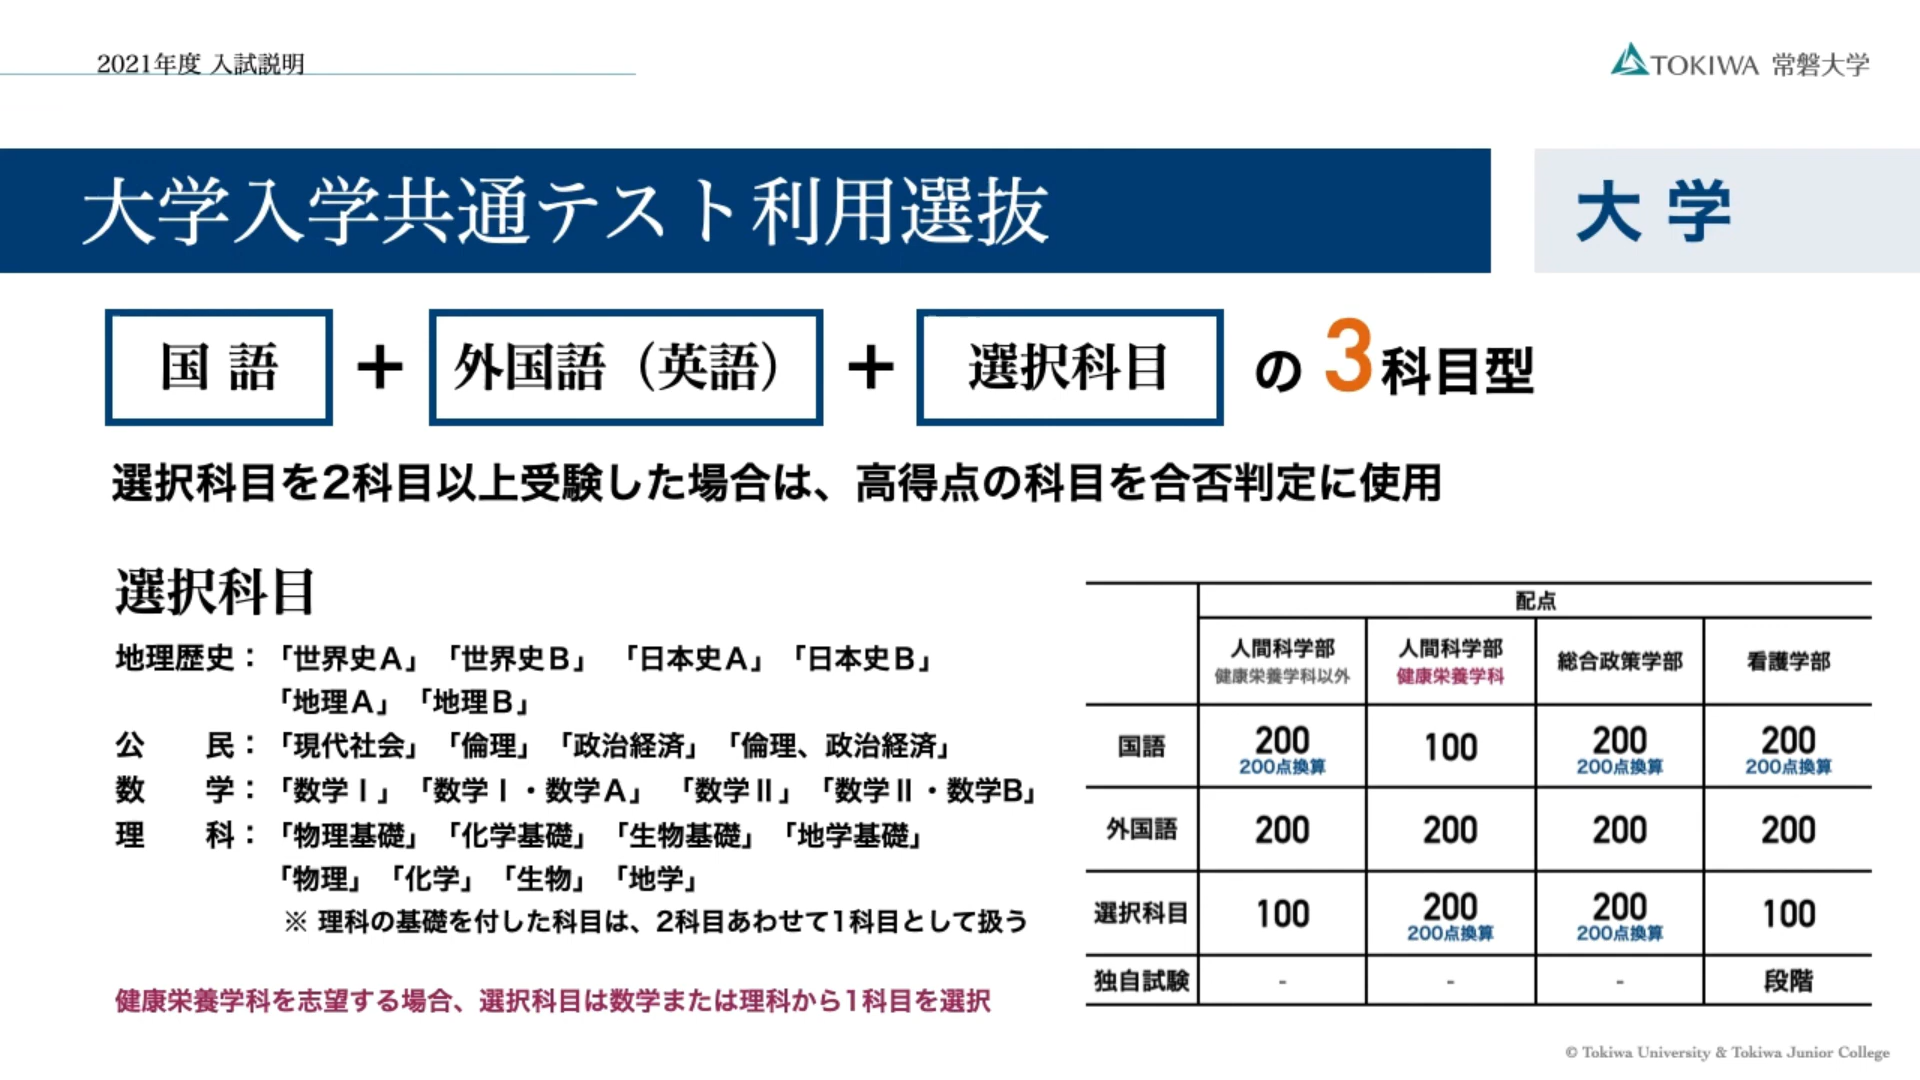 2021年度 入試説明
TOKIWA 常磐大学
大学入学共通テスト利用選抜
大学
国 語 + 外国語（英語） + 選択科目 の 3科目型
選択科目を2科目以上受験した場合は、高得点の科目を合否判定に使用
選択科目
地理歴史：「世界史A」「世界史B」「日本史A」「日本史B」
「地理A」「地理B」
公　　民：「現代社会」「倫理」「政治経済」「倫理、政治経済」
数　　学：「数学Ⅰ」「数学Ⅰ・数学A」「数学Ⅱ」「数学Ⅱ・数学B」
理　　科：「物理基礎」「化学基礎」「生物基礎」「地学基礎」
「物理」「化学」「生物」「地学」
※ 理科の基礎を付した科目は、2科目あわせて1科目として扱う
健康栄養学科を志望する場合、選択科目は数学または理科から1科目を選択
配点
人間科学部 人間科学部 総合政策学部 看護学部
健康栄養学科以外 健康栄養学科
国語 200 100 200 200
200点換算 200点換算 200点換算
外国語 200 200 200 200
選択科目 100 200 200 100
200点換算 200点換算
独自試験 - - - 段階
© Tokiwa University & Tokiwa Junior College